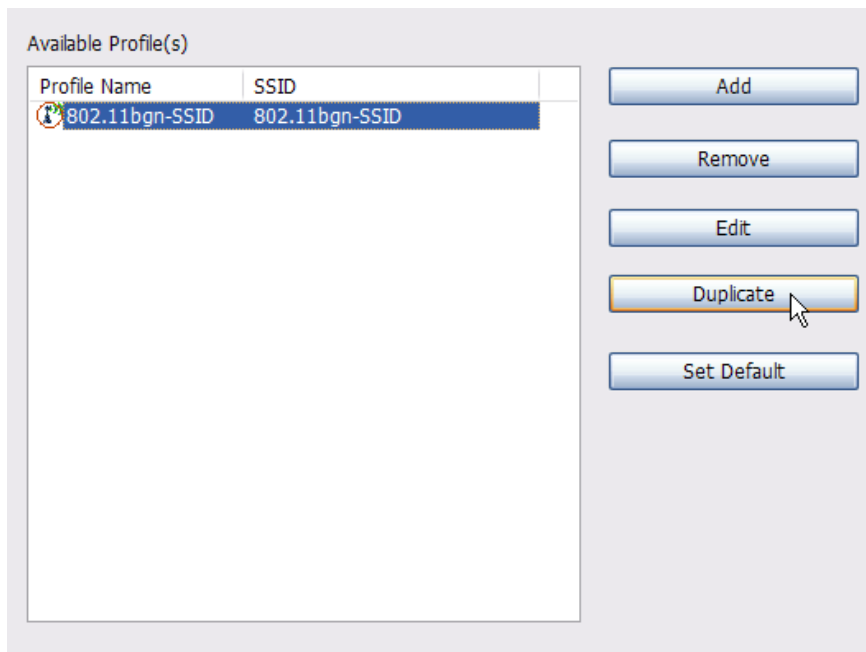 Available Profile(s)
Profile Name SSID
802.11bgn-SSID 802.11bgn-SSID
Add
Remove
Edit
Duplicate
Set Default